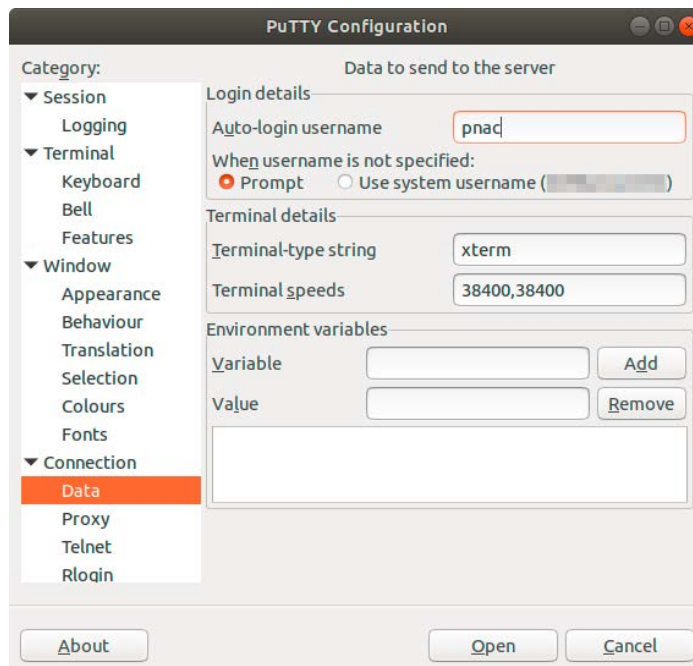 PuTTY Configuration
Category:
Session
Logging
Terminal
Keyboard
Bell
Features
Window
Appearance
Behaviour
Translation
Selection
Colours
Fonts
Connection
Data
Proxy
Telnet
Rlogin
Data to send to the server
Login details
Auto-login username pnac
When username is not specified:
Prompt Use system username ( )
Terminal details
Terminal-type string xterm
Terminal speeds 38400,38400
Environment variables
Variable Add
Value Remove
About Open Cancel